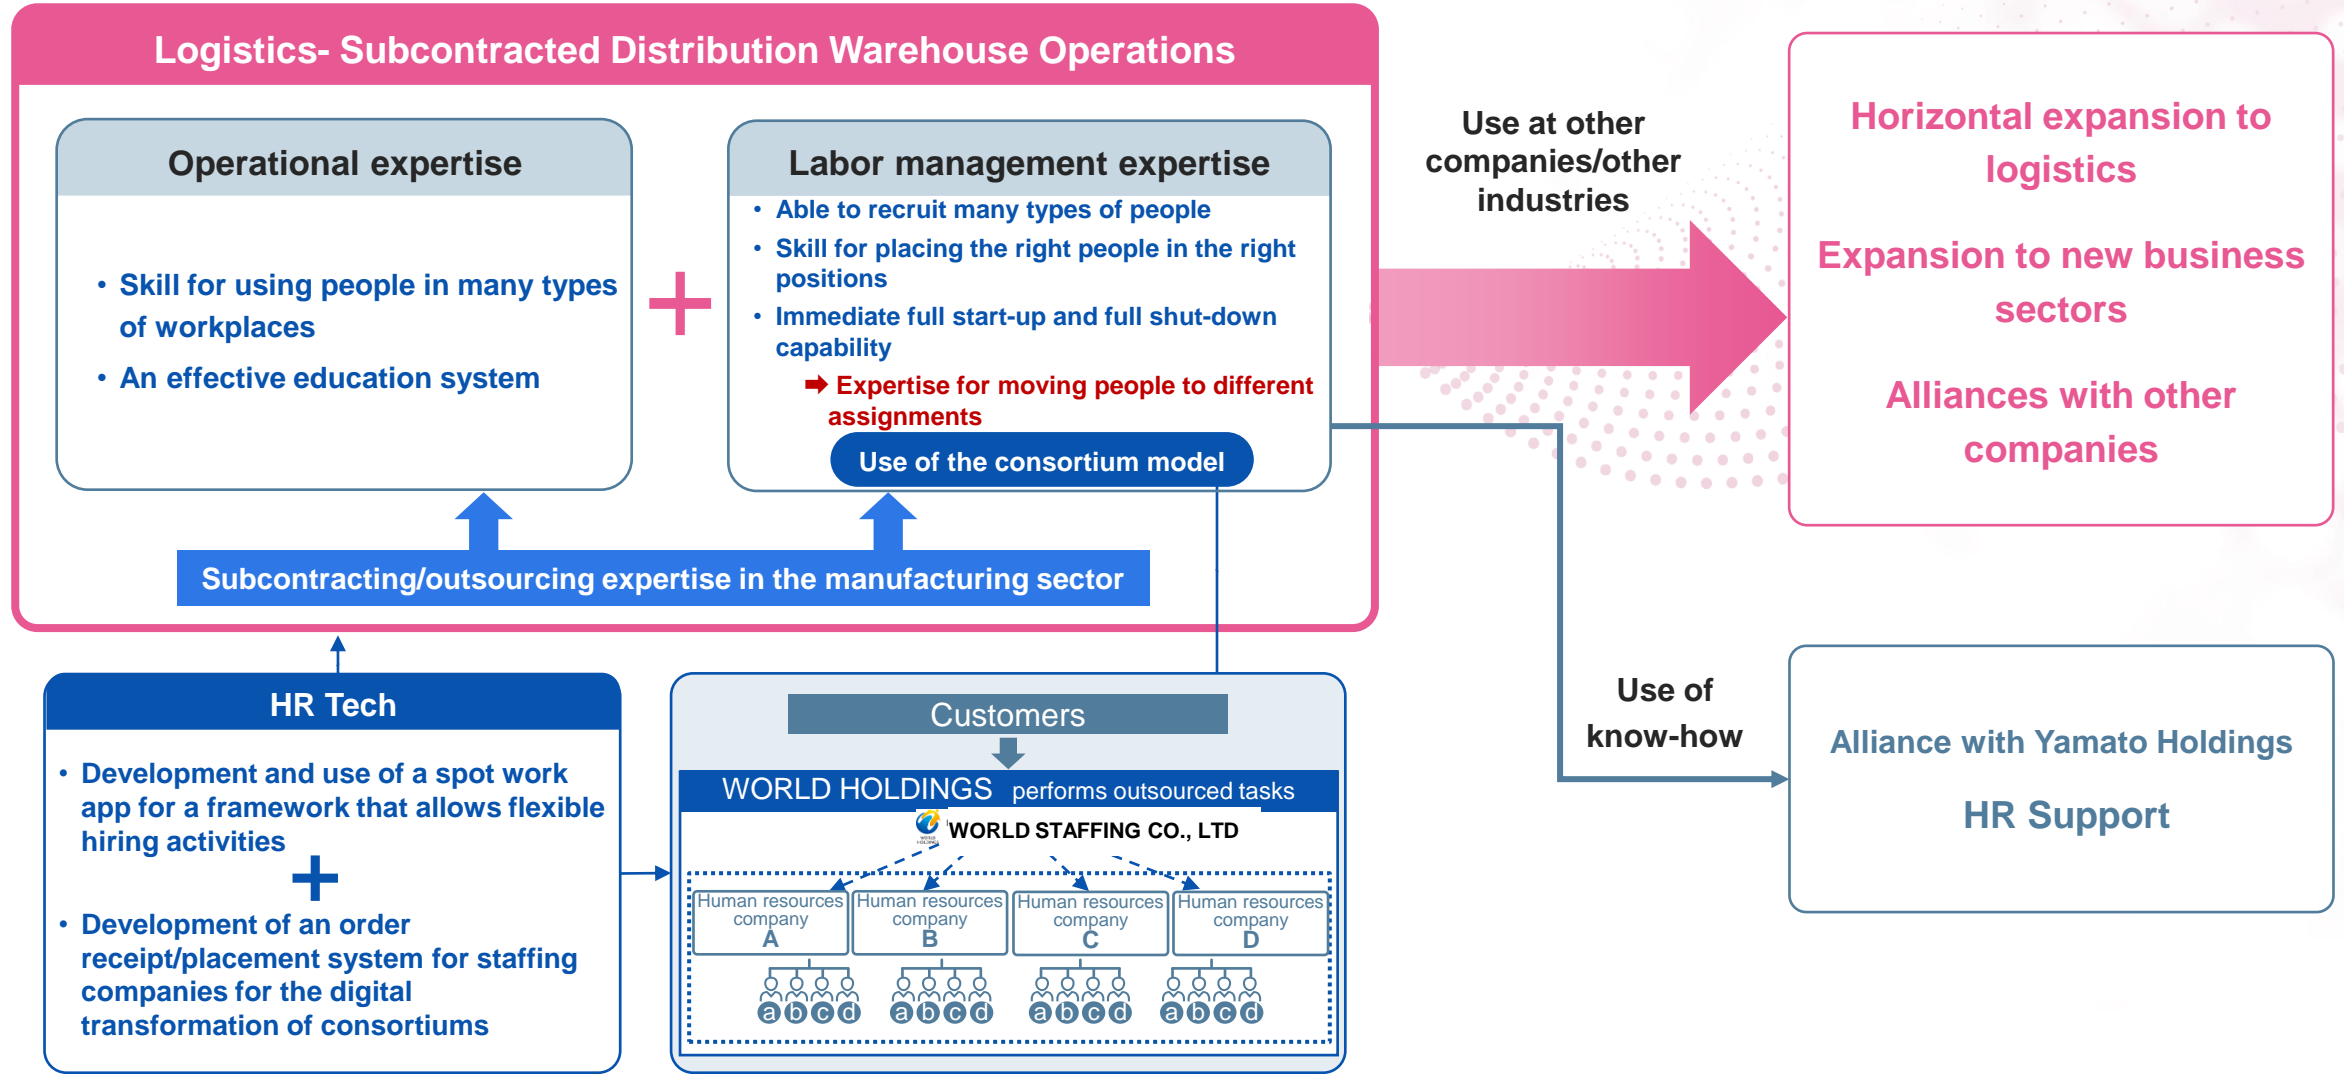 Logistics- Subcontracted Distribution Warehouse Operations
Operational expertise
• Skill for using people in many types
of workplaces
• An effective education system
Labor management expertise
• Able to recruit many types of people
• Skill for placing the right people in the right
positions
• Immediate full start-up and full shut-down
capability
Expertise for moving people to different
assignments
Use of the consortium model
Subcontracting/outsourcing expertise in the manufacturing sector
Use at other
companies/other
industries
Horizontal expansion to
logistics
Expansion to new business
sectors
Alliances with other
companies
HR Tech
• Development and use of a spot work
app for a framework that allows flexible
hiring activities
• Development of an order
receipt/placement system for staffing
companies for the digital
transformation of consortiums
Customers
WORLD HOLDINGS performs outsourced tasks
WORLD
HOLDINGS
WORLD STAFFING CO., LTD
Human resources
company
A
Human resources
company
B
Human resources
company
C
Human resources
company
D
a b c d
a b c d
a b c d
a b c d
Use of
know-how
Alliance with Yamato Holdings
HR Support